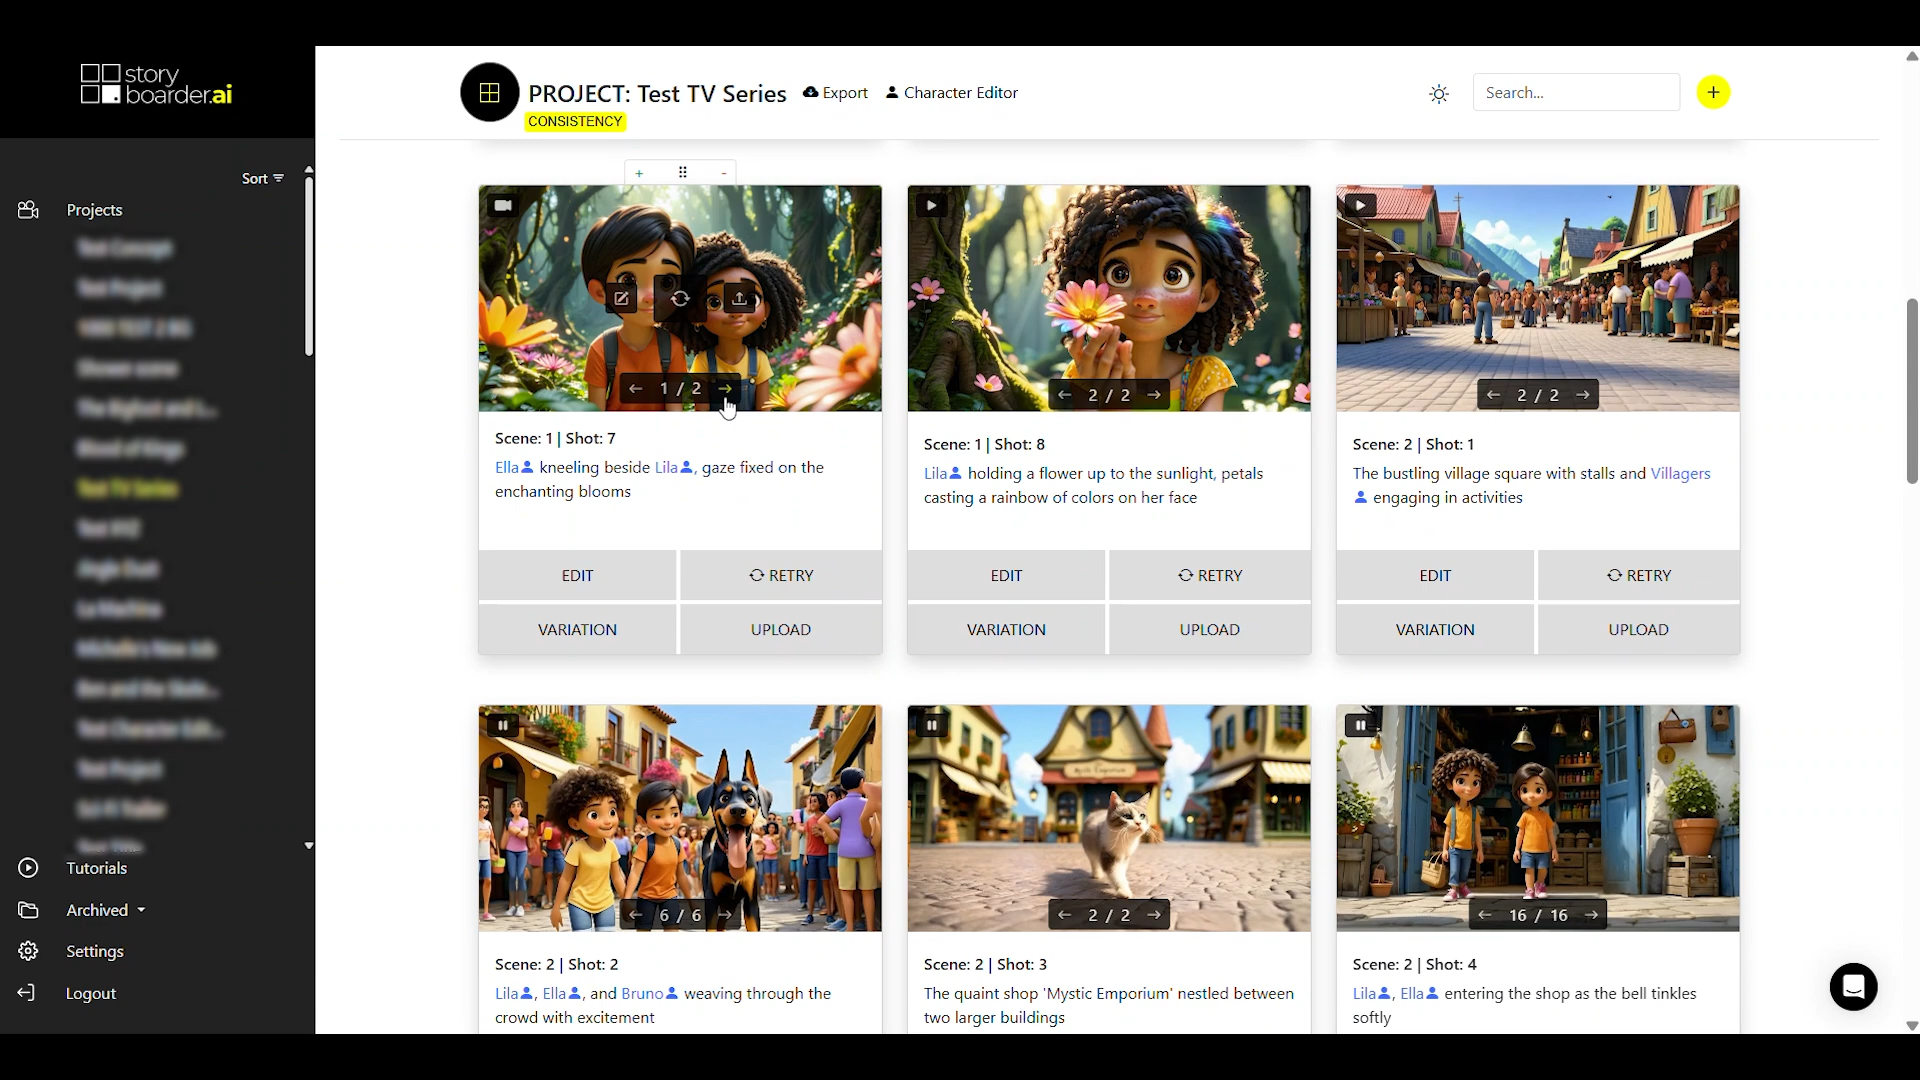 story
boarder.ai
PROJECT: Test TV Series
Export
Character Editor
Search...
+
CONSISTENCY
Sort
Projects
Tutorials
Archived
Settings
Logout
+
-
← 1 / 2 →
Scene: 1 | Shot: 7
Ella, kneeling beside Lila, gaze fixed on the
enchanting blooms
EDIT
RETRY
VARIATION
UPLOAD
← 2 / 2 →
Scene: 1 | Shot: 8
Lila holding a flower up to the sunlight, petals
casting a rainbow of colors on her face
EDIT
RETRY
VARIATION
UPLOAD
← 2 / 2 →
Scene: 2 | Shot: 1
The bustling village square with stalls and Villagers
engaging in activities
EDIT
RETRY
VARIATION
UPLOAD
← 6 / 6 →
Scene: 2 | Shot: 2
Lila, Ella, and Bruno weaving through the
crowd with excitement
← 2 / 2 →
Scene: 2 | Shot: 3
The quaint shop 'Mystic Emporium' nestled between
two larger buildings
← 16 / 16 →
Scene: 2 | Shot: 4
Lila, Ella entering the shop as the bell tinkles
softly